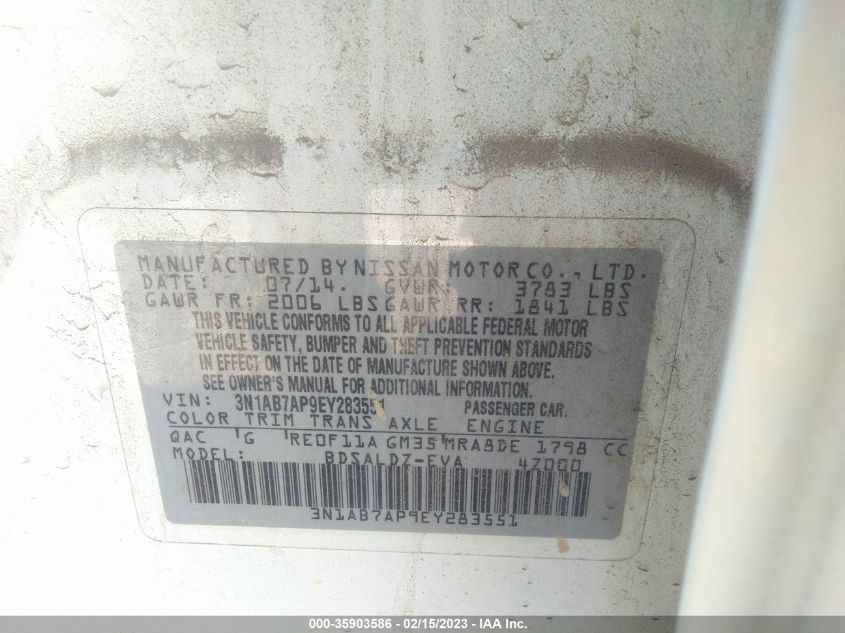 MANUFACTURED BY NISSAN MOTOR CO., LTD.
DATE: 07/14. GVWR: 3783 LBS
GAWR FR: 2006 LBS GAWR RR: 1841 LBS
THIS VEHICLE CONFORMS TO ALL APPLICABLE FEDERAL MOTOR
VEHICLE SAFETY, BUMPER AND THEFT PREVENTION STANDARDS
IN EFFECT ON THE DATE OF MANUFACTURE SHOWN ABOVE.
SEE OWNER'S MANUAL FOR ADDITIONAL INFORMATION.
VIN: 3N1AB7AP9EY283551 PASSENGER CAR.
COLOR TRIM TRANS AXLE ENGINE
QAC 'G 'RE0F11A GM35'MRA8DE 1798 CC
MODEL: BDSALDZ-EVA 4Z000
3N1AB7AP9EY283551
000-35903586 - 02/15/2023 - IAA Inc.